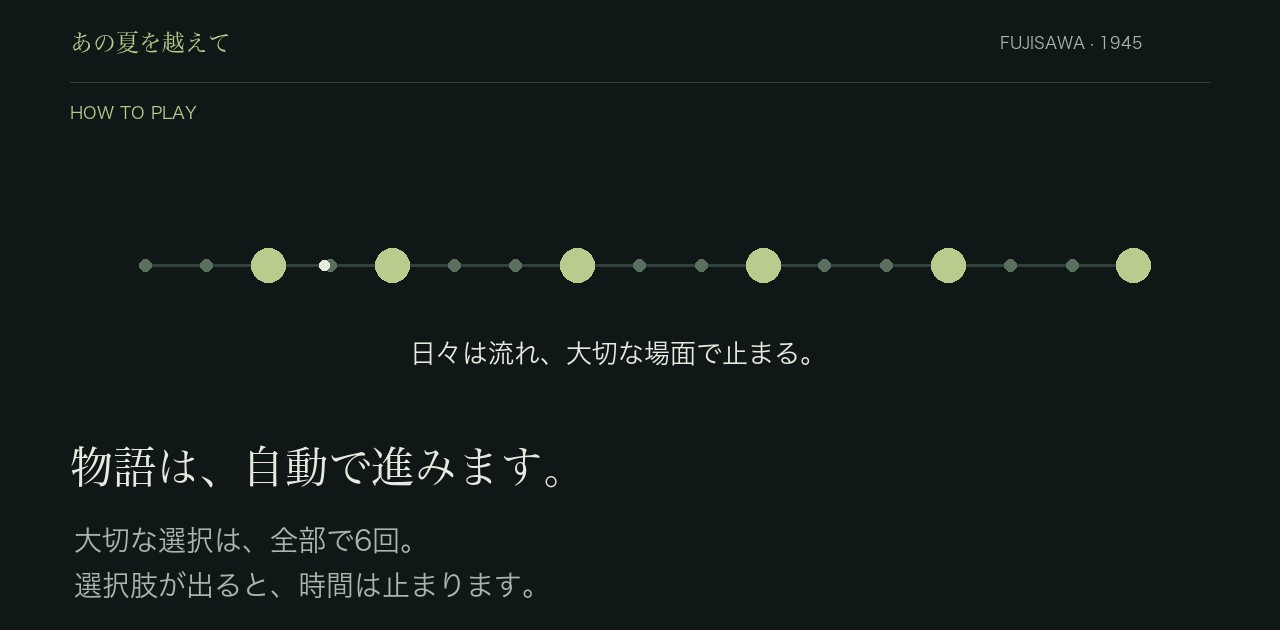 あの夏を越えて
FUJISAWA · 1945
HOW TO PLAY
日々は流れ、大切な場面で止まる。
物語は、自動で進みます。
大切な選択は、全部で6回。
選択肢が出ると、時間は止まります。